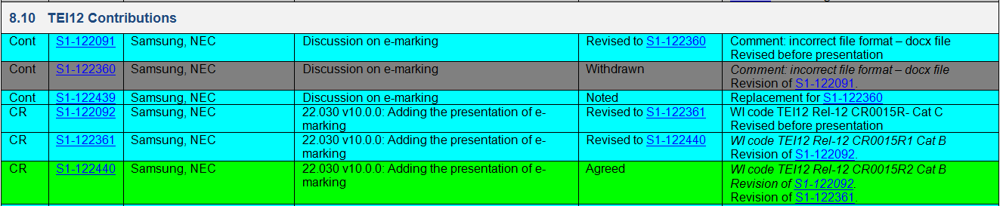 8.10 TEI12 Contributions
Cont S1-122091 Samsung, NEC Discussion on e-marking Revised to S1-122360 Comment: incorrect file format – docx file
Revised before presentation
Cont S1-122360 Samsung, NEC Discussion on e-marking Withdrawn Comment: incorrect file format – docx file
Revision of S1-122091.
Cont S1-122439 Samsung, NEC Discussion on e-marking Noted Replacement for S1-122360
CR S1-122092 Samsung, NEC 22.030 v10.0.0: Adding the presentation of e- Revised to S1-122361 WI code TEI12 Rel-12 CR0015R- Cat C
marking Revised before presentation
CR S1-122361 Samsung, NEC 22.030 v10.0.0: Adding the presentation of e- Revised to S1-122440 WI code TEI12 Rel-12 CR0015R1 Cat B
marking Revision of S1-122092.
CR S1-122440 Samsung, NEC 22.030 v10.0.0: Adding the presentation of e- Agreed WI code TEI12 Rel-12 CR0015R2 Cat B
marking Revision of S1-122092.
Revision of S1-122361.